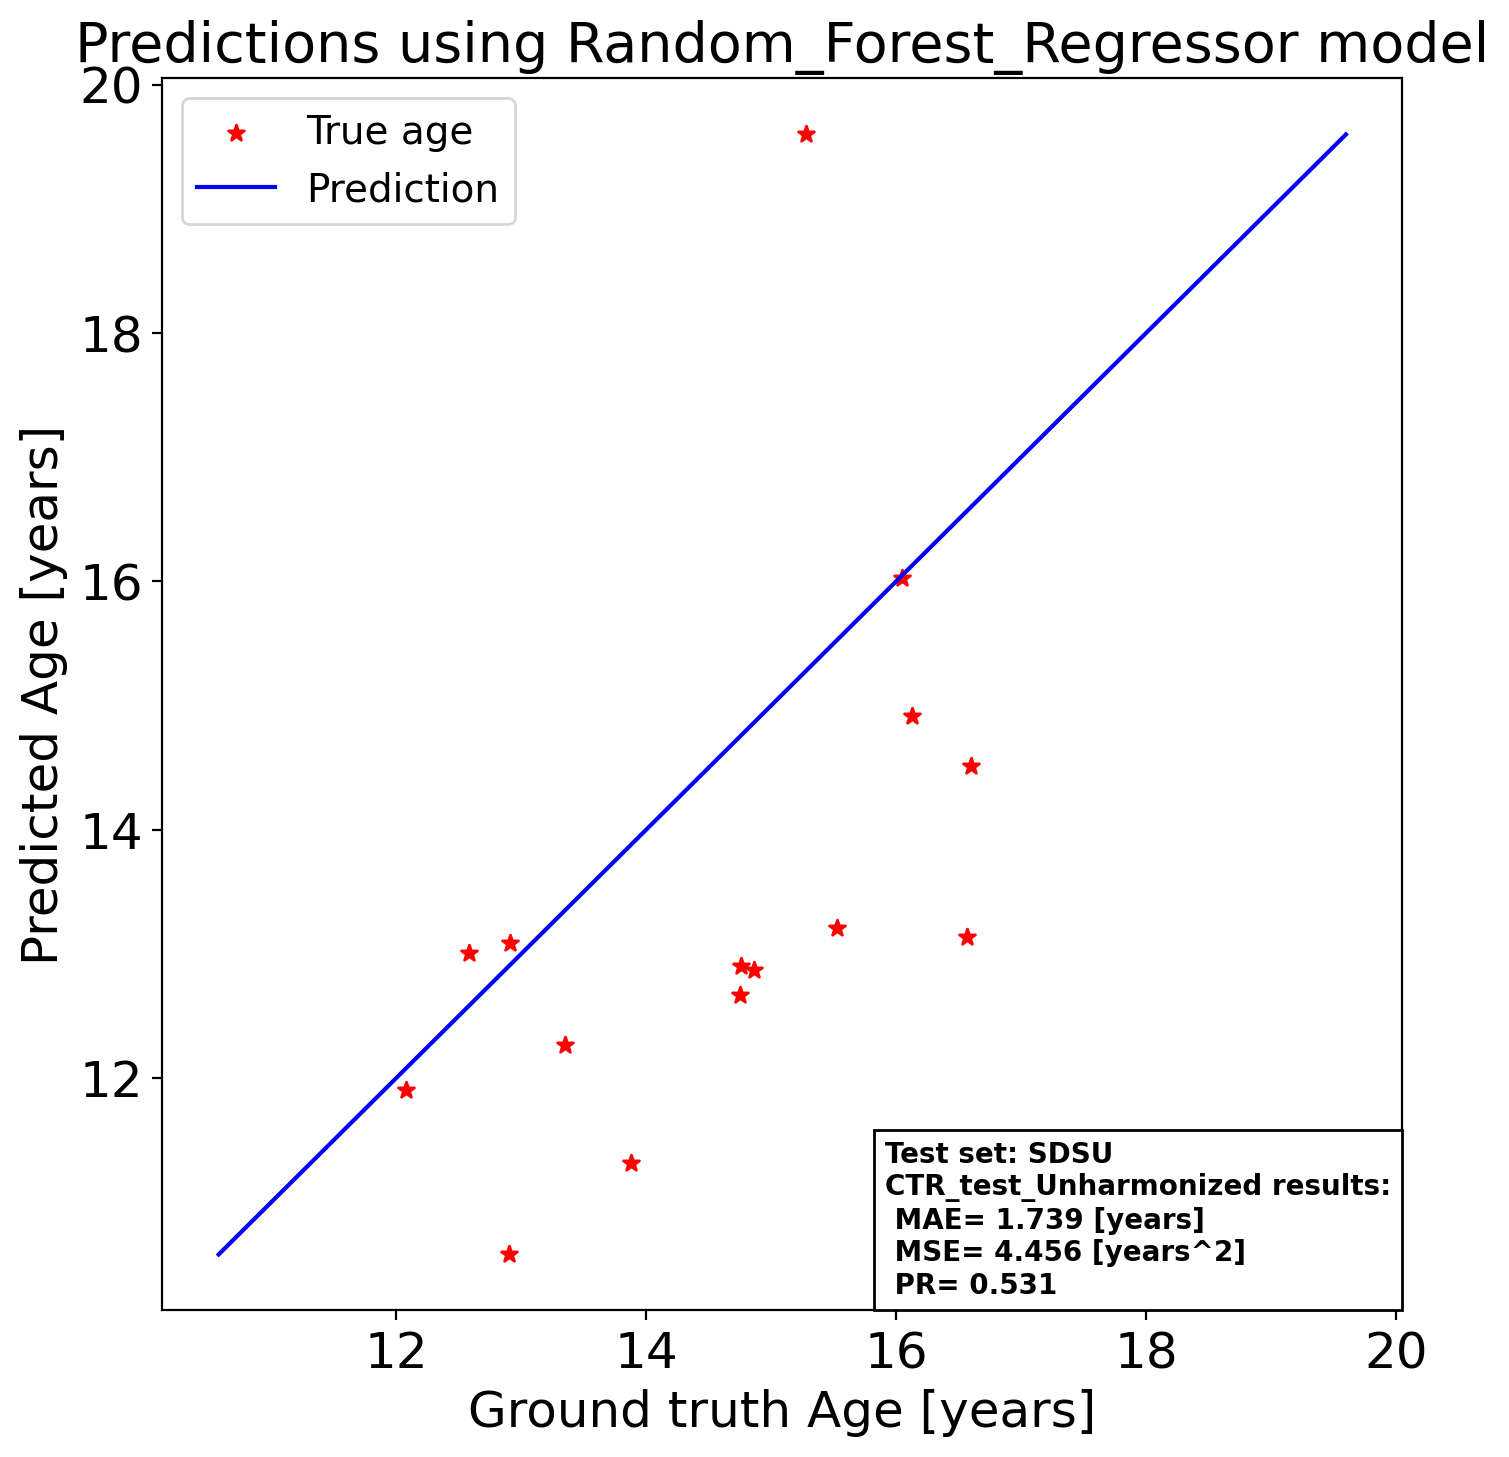 Predictions using Random_Forest_Regressor model
True age
Prediction
20
18
16
14
12
Predicted Age [years]
Test set: SDSU
CTR_test_Unharmonized results:
MAE= 1.739 [years]
MSE= 4.456 [years^2]
PR= 0.531
12 14 16 18 20
Ground truth Age [years]